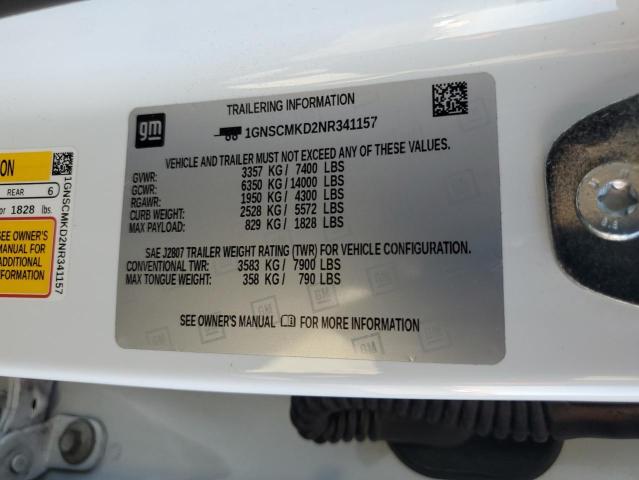 TRAILERING INFORMATION
gm
1GNSCMKD2NR341157
VEHICLE AND TRAILER MUST NOT EXCEED ANY OF THESE VALUES.
GVWR: 3357 KG/ 7400 LBS
GCWR: 6350 KG/ 14000 LBS
RGAWR: 1950 KG/ 4300 LBS
CURB WEIGHT: 2528 KG/ 5572 LBS
MAX PAYLOAD: 829 KG/ 1828 LBS
SAE J2807 TRAILER WEIGHT RATING (TWR) FOR VEHICLE CONFIGURATION.
CONVENTIONAL TWR: 3583 KG/ 7900 LBS
MAX TONGUE WEIGHT: 358 KG/ 790 LBS
SEE OWNER'S MANUAL FOR MORE INFORMATION
ON
REAR 6
or 1828 lbs.
SEE OWNER'S
MANUAL FOR
ADDITIONAL
INFORMATION
1GNSCMKD2NR341157